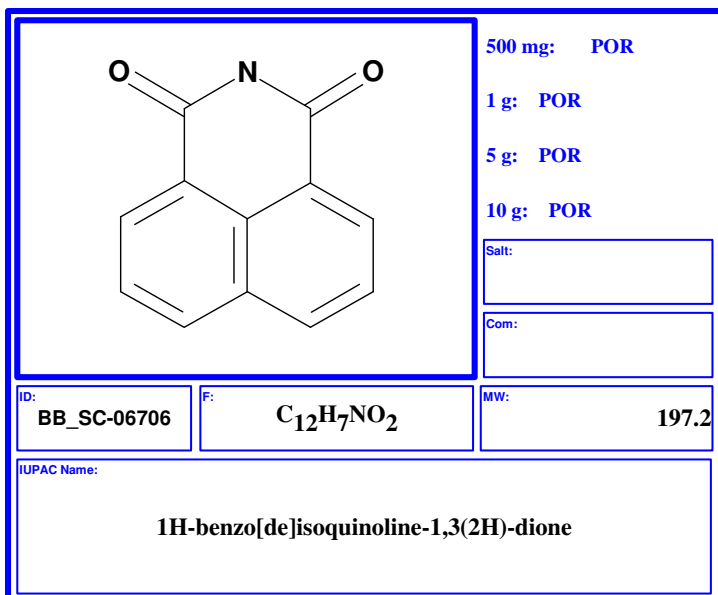 O N O
500 mg: POR
1 g: POR
5 g: POR
10 g: POR
Salt:
Com:
ID:
BB_SC-06706
F:
C12H7NO2
MW:
197.2
IUPAC Name:
1H-benzo[de]isoquinoline-1,3(2H)-dione